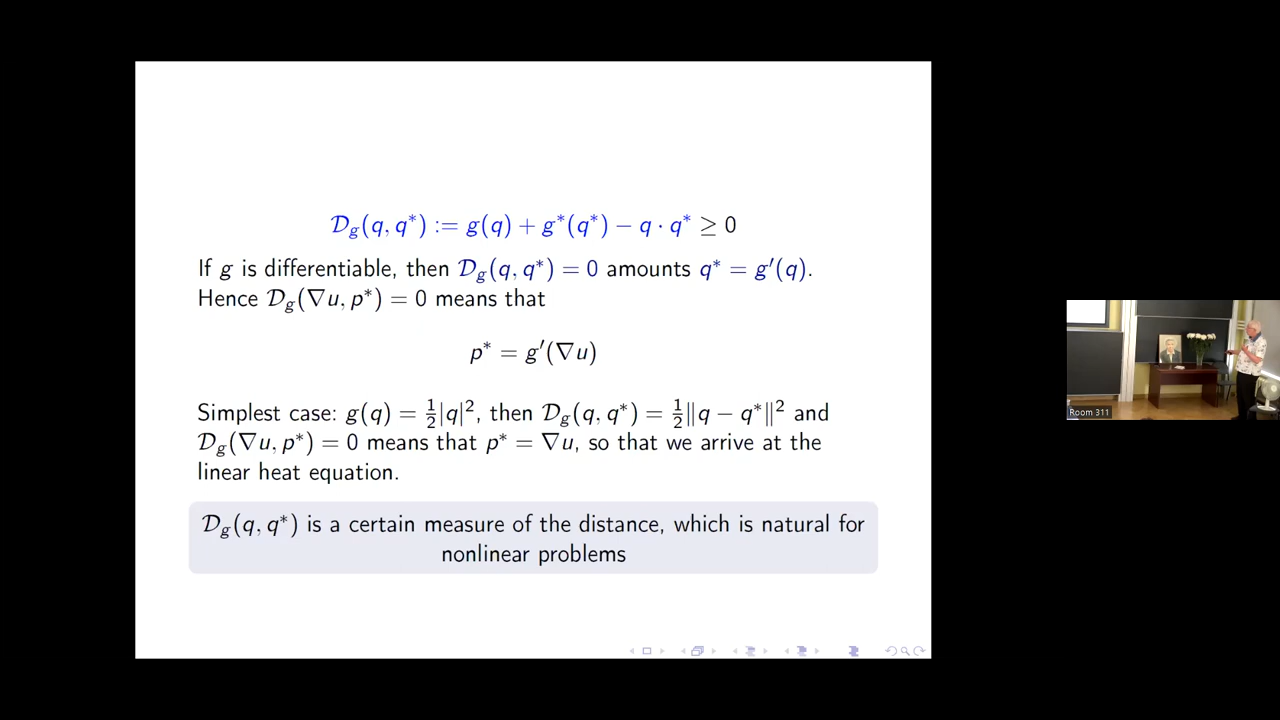 𝒟_g(q, q*) := g(q) + g*(q*) − q · q* ≥ 0
If g is differentiable, then 𝒟_g(q, q*) = 0 amounts q* = g′(q).
Hence 𝒟_g(∇u, p*) = 0 means that
p* = g′(∇u)
Simplest case: g(q) = ½|q|², then 𝒟_g(q, q*) = ½‖q − q*‖² and
𝒟_g(∇u, p*) = 0 means that p* = ∇u, so that we arrive at the
linear heat equation.
𝒟_g(q, q*) is a certain measure of the distance, which is natural for
nonlinear problems
Room 311